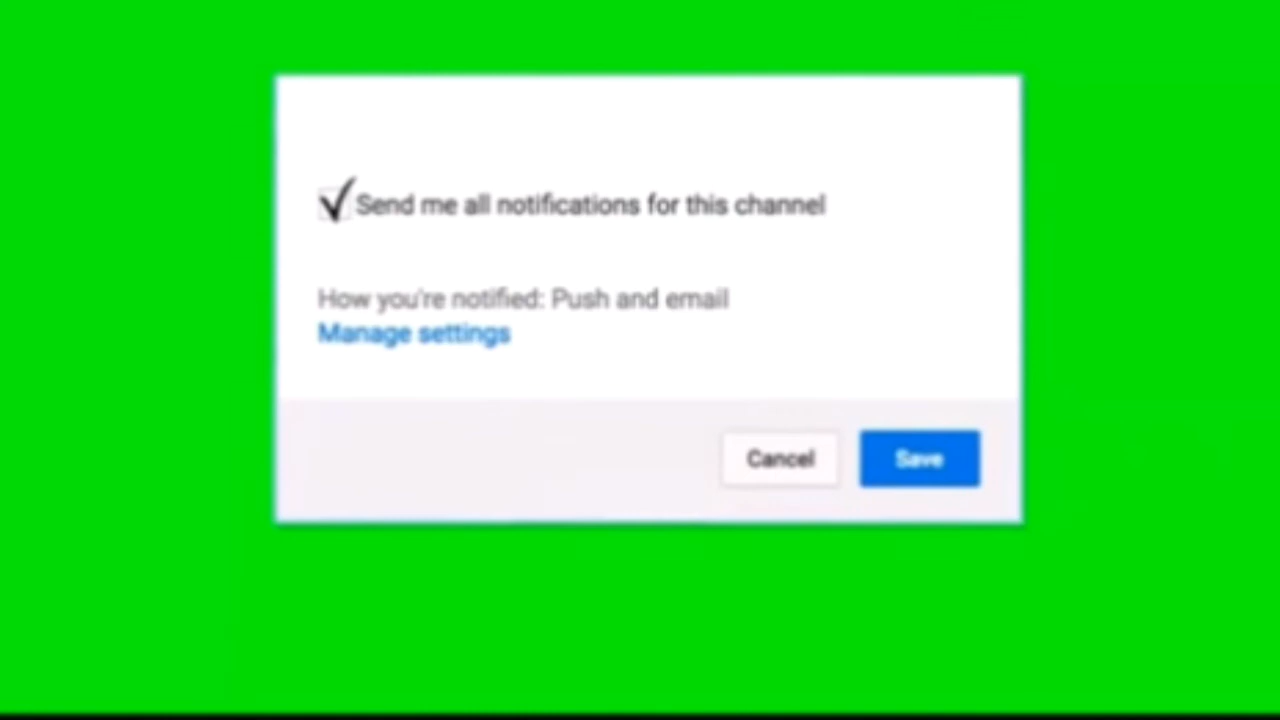 Send me all notifications for this channel
How you're notified: Push and email
Manage settings
Cancel
Save